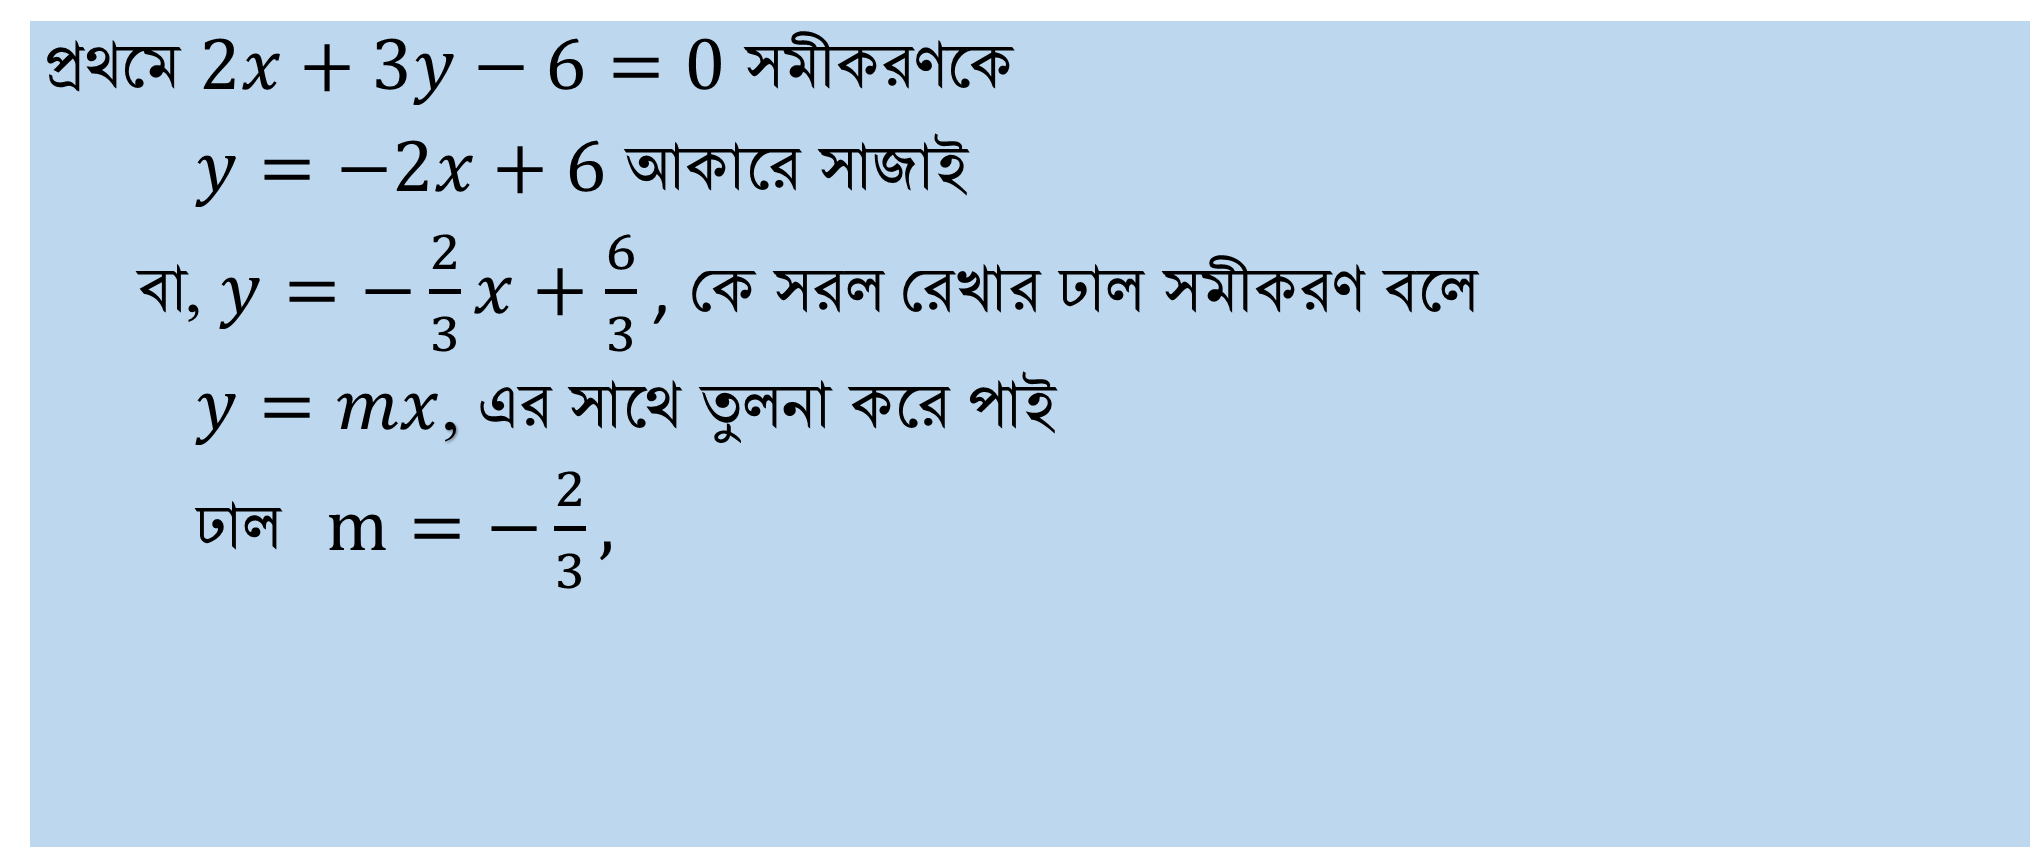 প্রথমে 2x + 3y − 6 = 0 সমীকরণকে
y = −2x + 6 আকারে সাজাই
বা, y = −2/3 x + 6/3 , কে সরল রেখার ঢাল সমীকরণ বলে
y = mx, এর সাথে তুলনা করে পাই
ঢাল m = −2/3 ,